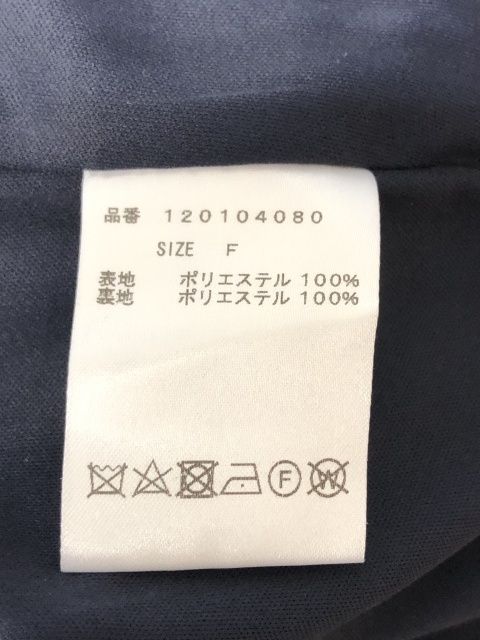 品番 120104080
SIZE F
表地 ポリエステル 100%
裏地 ポリエステル 100%
F W